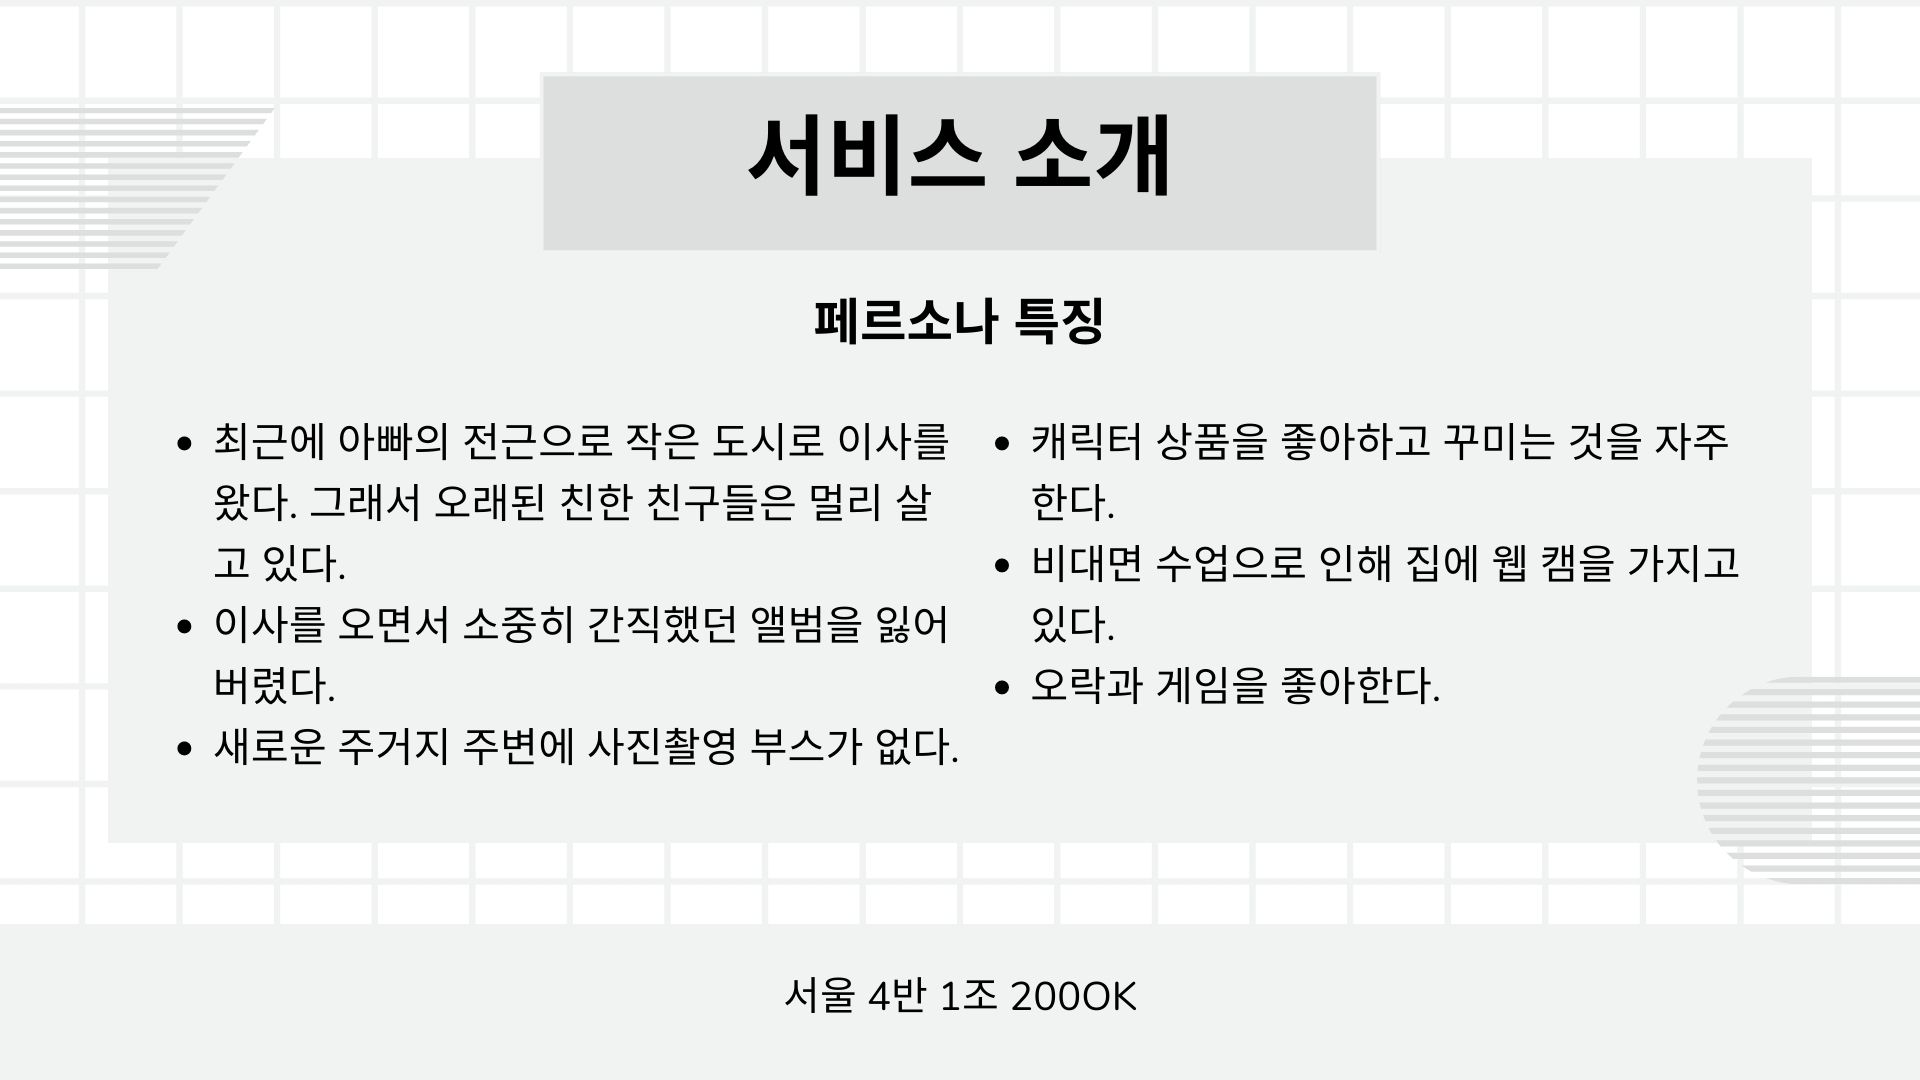 서비스 소개
페르소나 특징
• 최근에 아빠의 전근으로 작은 도시로 이사를
왔다. 그래서 오래된 친한 친구들은 멀리 살
고 있다.
• 이사를 오면서 소중히 간직했던 앨범을 잃어
버렸다.
• 새로운 주거지 주변에 사진촬영 부스가 없다.
• 캐릭터 상품을 좋아하고 꾸미는 것을 자주
한다.
• 비대면 수업으로 인해 집에 웹 캠을 가지고
있다.
• 오락과 게임을 좋아한다.
서울 4반 1조 200OK